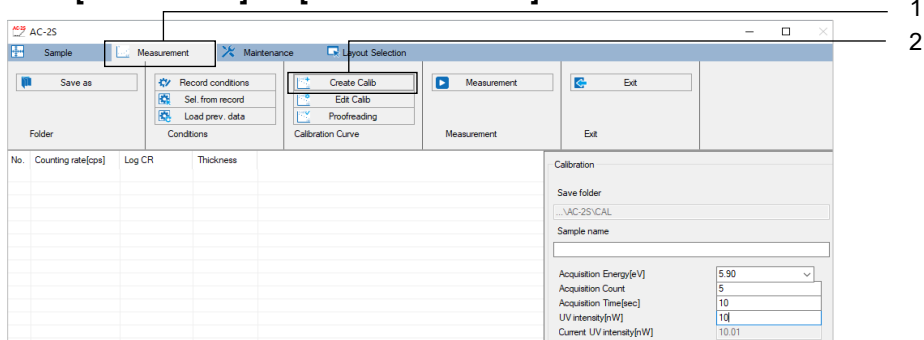 1
2
AC-2S
Sample Measurement Maintenance Layout Selection
Save as Record conditions Create Calib Measurement Exit
Sel. from record Edit Calib
Load prev. data Proofreading
Folder Conditions Calibration Curve Measurement Exit
No. Counting rate[cps] Log CR Thickness
Calibration
Save folder
...\AC-2S\CAL
Sample name
Acquisition Energy[eV] 5.90
Acquisition Count 5
Acquisition Time[sec] 10
UV intensity[nW] 10
Current UV intensity[nW] 10.01